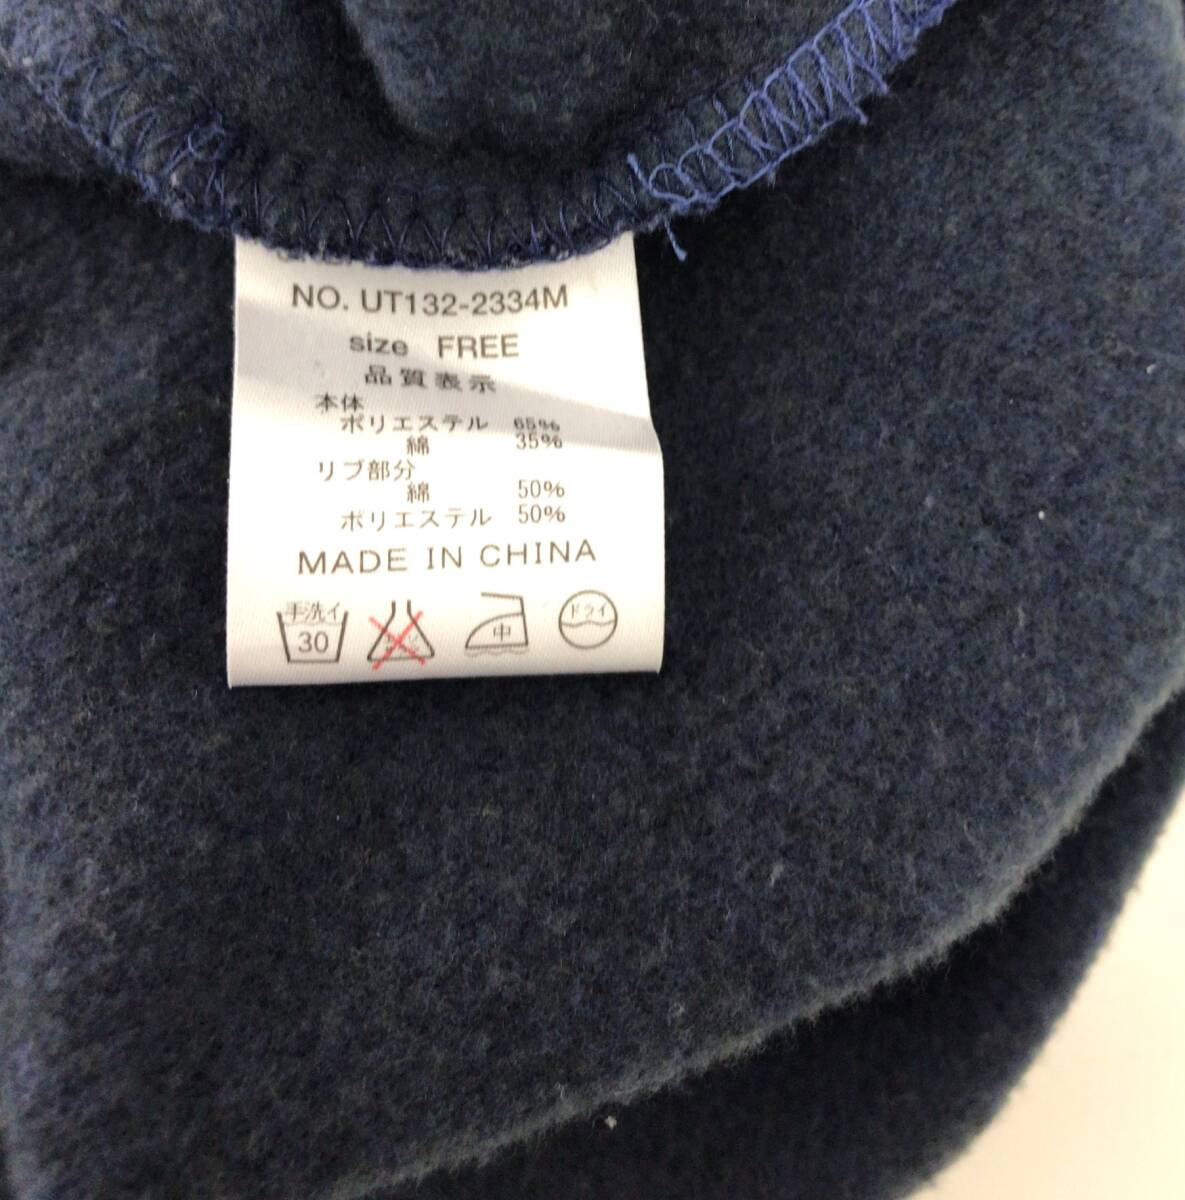 NO. UT132-2334M
size FREE
品質表示
本体
ポリエステル 65%
綿 35%
リブ部分
綿 50%
ポリエステル 50%
MADE IN CHINA
手洗イ 30 中 ドライ